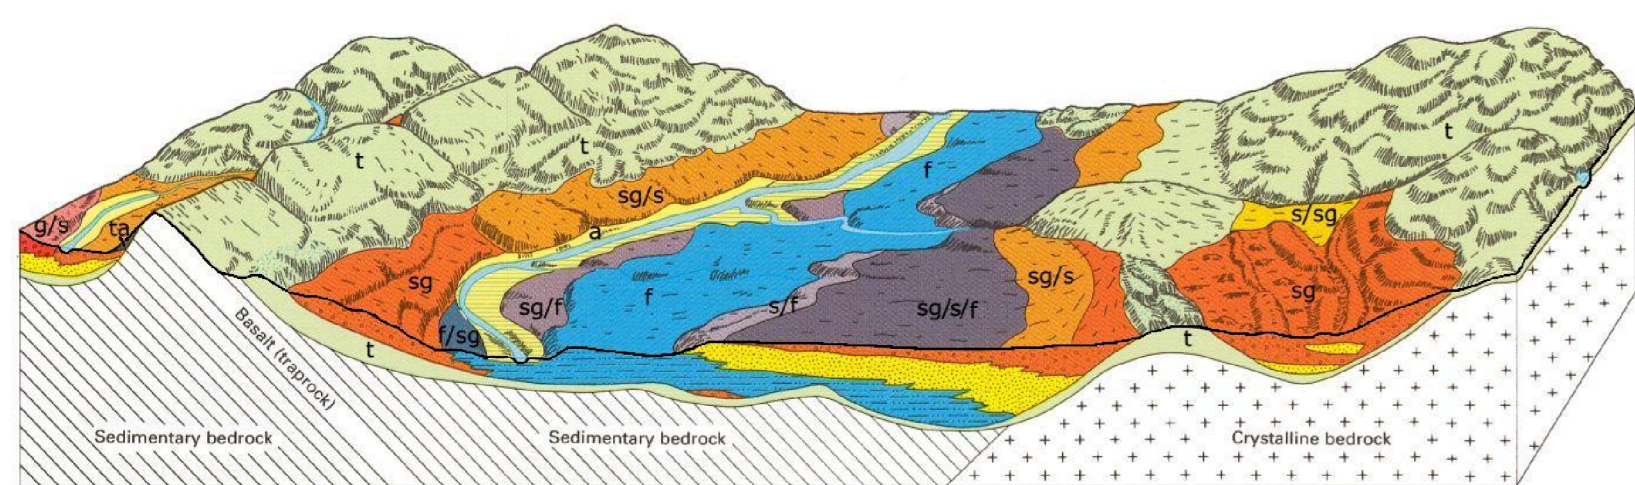 t
t
t
f
sg/s
s/sg
g/s
ta
a
sg
sg/f
f
s/f
sg/s/f
sg/s
sg
f/sg
t
t
Basalt (traprock)
Sedimentary bedrock
Sedimentary bedrock
Crystalline bedrock